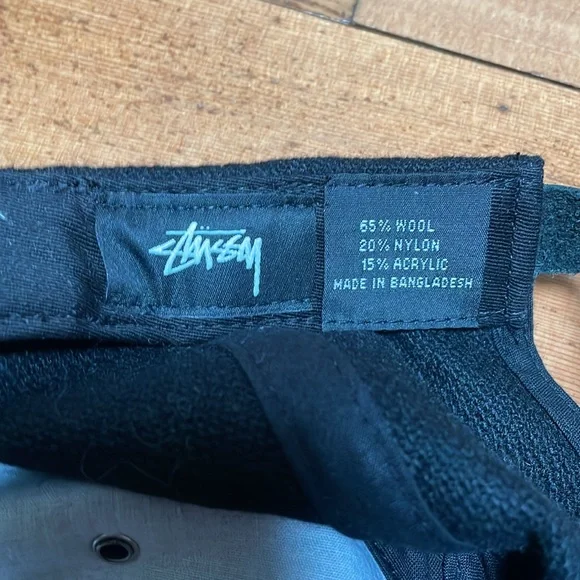 Stüssy
65% WOOL
20% NYLON
15% ACRYLIC
MADE IN BANGLADESH